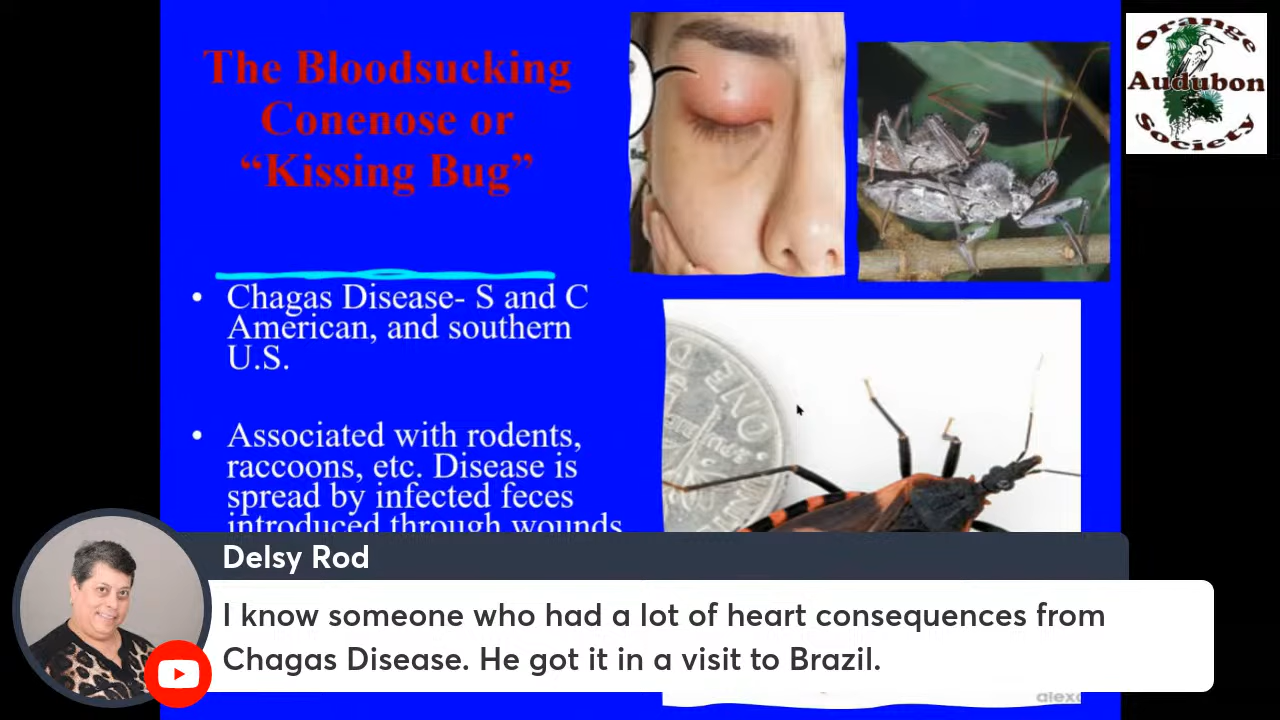 The Bloodsucking
Conenose or
“Kissing Bug”
Orange
Audubon
Society
• Chagas Disease- S and C
American, and southern
U.S.
• Associated with rodents,
raccoons, etc. Disease is
spread by infected feces
introduced through wounds
ONE
Delsy Rod
I know someone who had a lot of heart consequences from
Chagas Disease. He got it in a visit to Brazil.